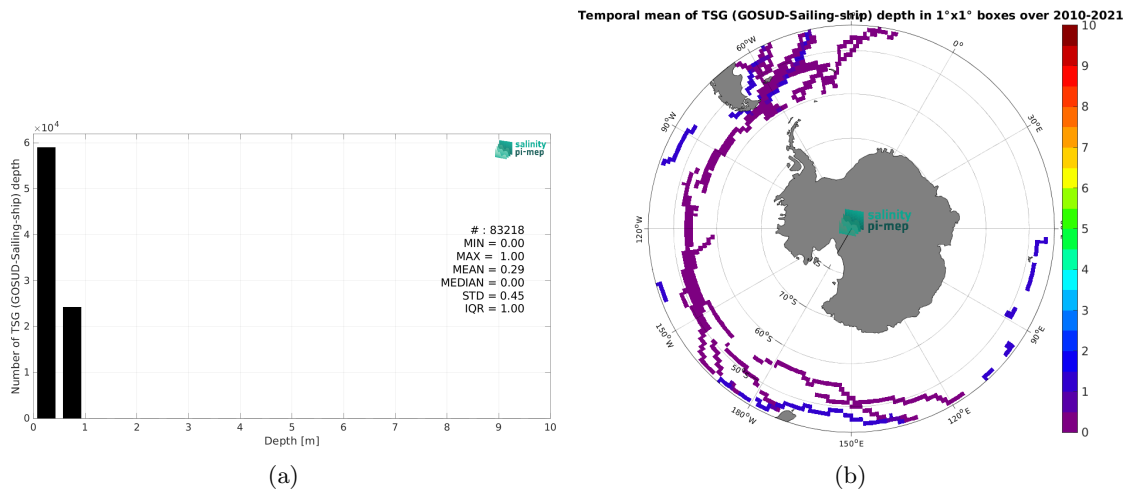 ×10⁴
6
5
4
3
2
1
0
Number of TSG (GOSUD-Sailing-ship) depth
0 1 2 3 4 5 6 7 8 9 10
Depth [m]
salinity
pi-mep
# : 83218
MIN = 0.00
MAX = 1.00
MEAN = 0.29
MEDIAN = 0.00
STD = 0.45
IQR = 1.00
(a)
Temporal mean of TSG (GOSUD-Sailing-ship) depth in 1°x1° boxes over 2010-2021
60°W
0°
30°E
90°E
120°E
150°E
180°W
150°W
120°W
90°W
70°S
60°S
50°S
salinity
pi-mep
10
9
8
7
6
5
4
3
2
1
0
(b)